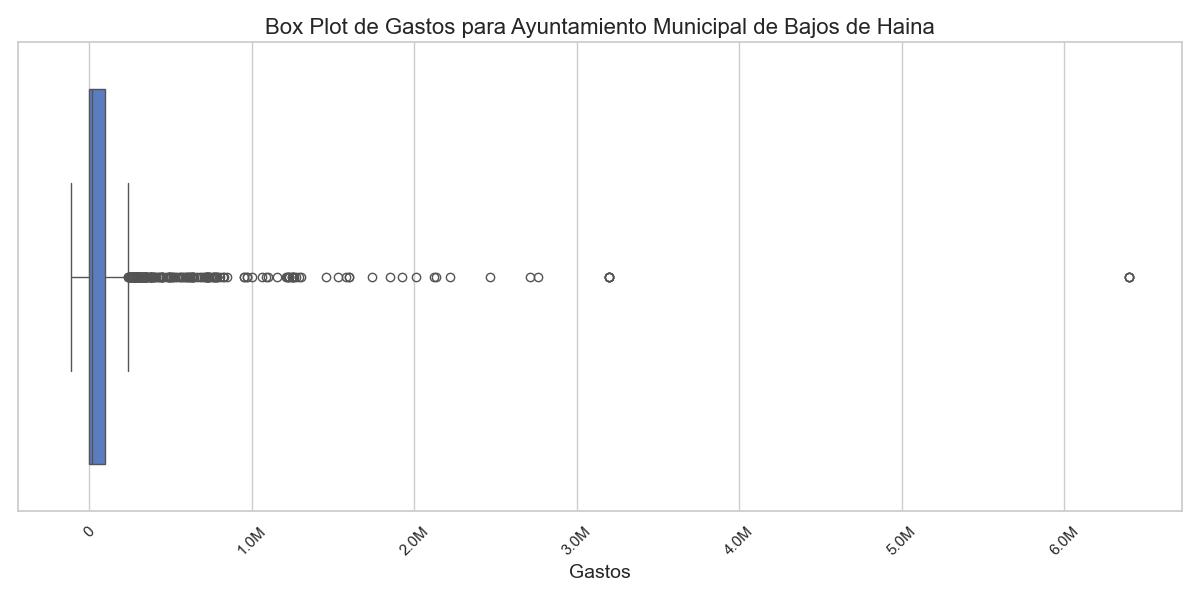 Box Plot de Gastos para Ayuntamiento Municipal de Bajos de Haina
0
1.0M
2.0M
3.0M
4.0M
5.0M
6.0M
Gastos